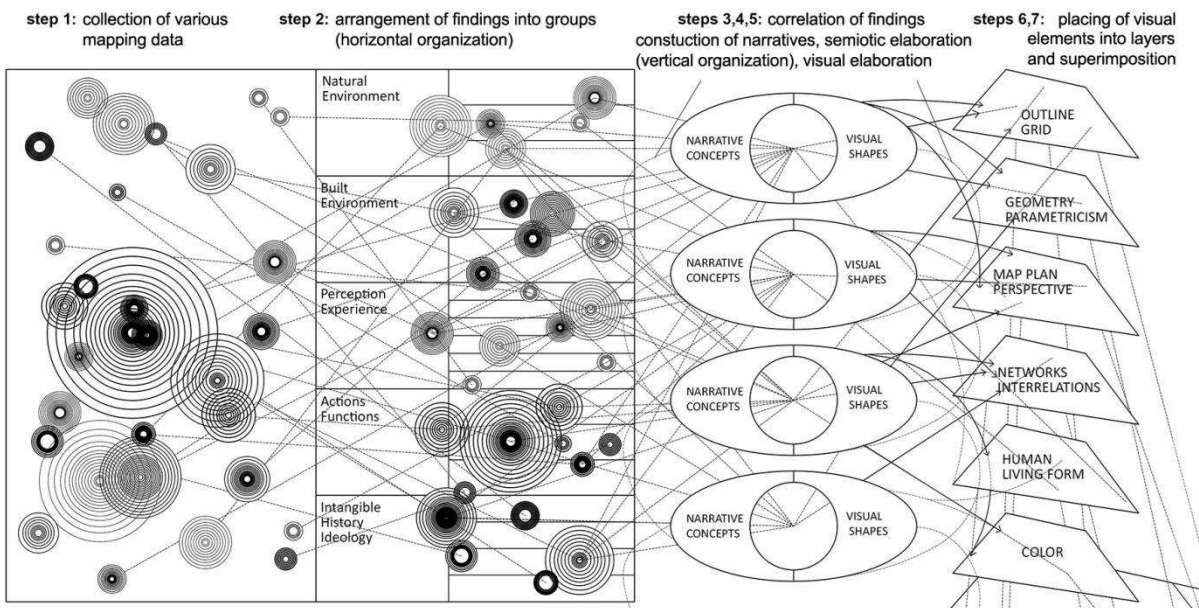 step 1: collection of various
mapping data
step 2: arrangement of findings into groups
(horizontal organization)
steps 3,4,5: correlation of findings
constuction of narratives, semiotic elaboration
(vertical organization), visual elaboration
steps 6,7: placing of visual
elements into layers
and superimposition
Natural
Environment
Built
Environment
Perception
Experience
Actions
Functions
Intangible
History
Ideology
NARRATIVE
CONCEPTS
VISUAL
SHAPES
NARRATIVE
CONCEPTS
VISUAL
SHAPES
NARRATIVE
CONCEPTS
VISUAL
SHAPES
NARRATIVE
CONCEPTS
VISUAL
SHAPES
OUTLINE
GRID
GEOMETRY
PARAMETRICISM
MAP PLAN
PERSPECTIVE
NETWORKS
INTERRELATIONS
HUMAN
LIVING FORM
COLOR